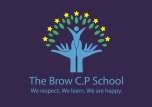 The Brow C.P School
We respect. We learn. We are happy.